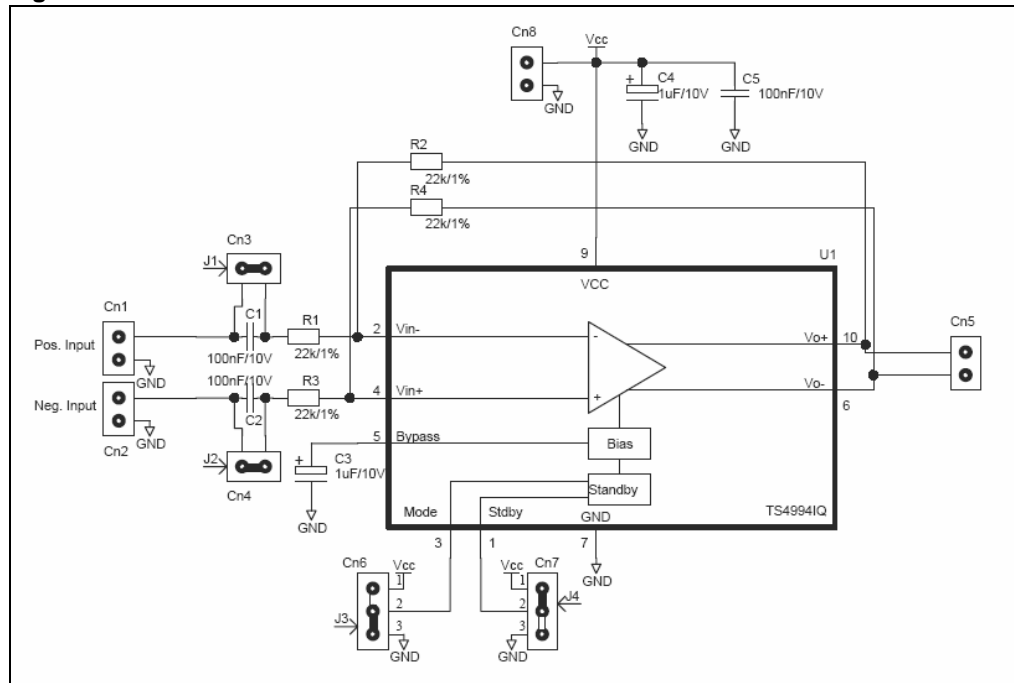 Cn8
Vcc
C4
1uF/10V
C5
100nF/10V
GND
GND
GND
R2
22k/1%
R4
22k/1%
Cn3
J1
9
U1
VCC
Cn1
C1
R1
2
Vin-
-
Vo+
10
Cn5
Pos. Input
100nF/10V
22k/1%
GND
100nF/10V
R3
4
Vin+
+
Vo-
6
Neg. Input
C2
22k/1%
GND
Cn2
5
Bypass
Bias
J2
Cn4
C3
1uF/10V
+
GND
Standby
Mode
Stdby
GND
TS4994IQ
3
1
7
Cn6
Vcc
1
2
3
J3
GND
Vcc
Cn7
1
2
3
J4
GND
GND
+